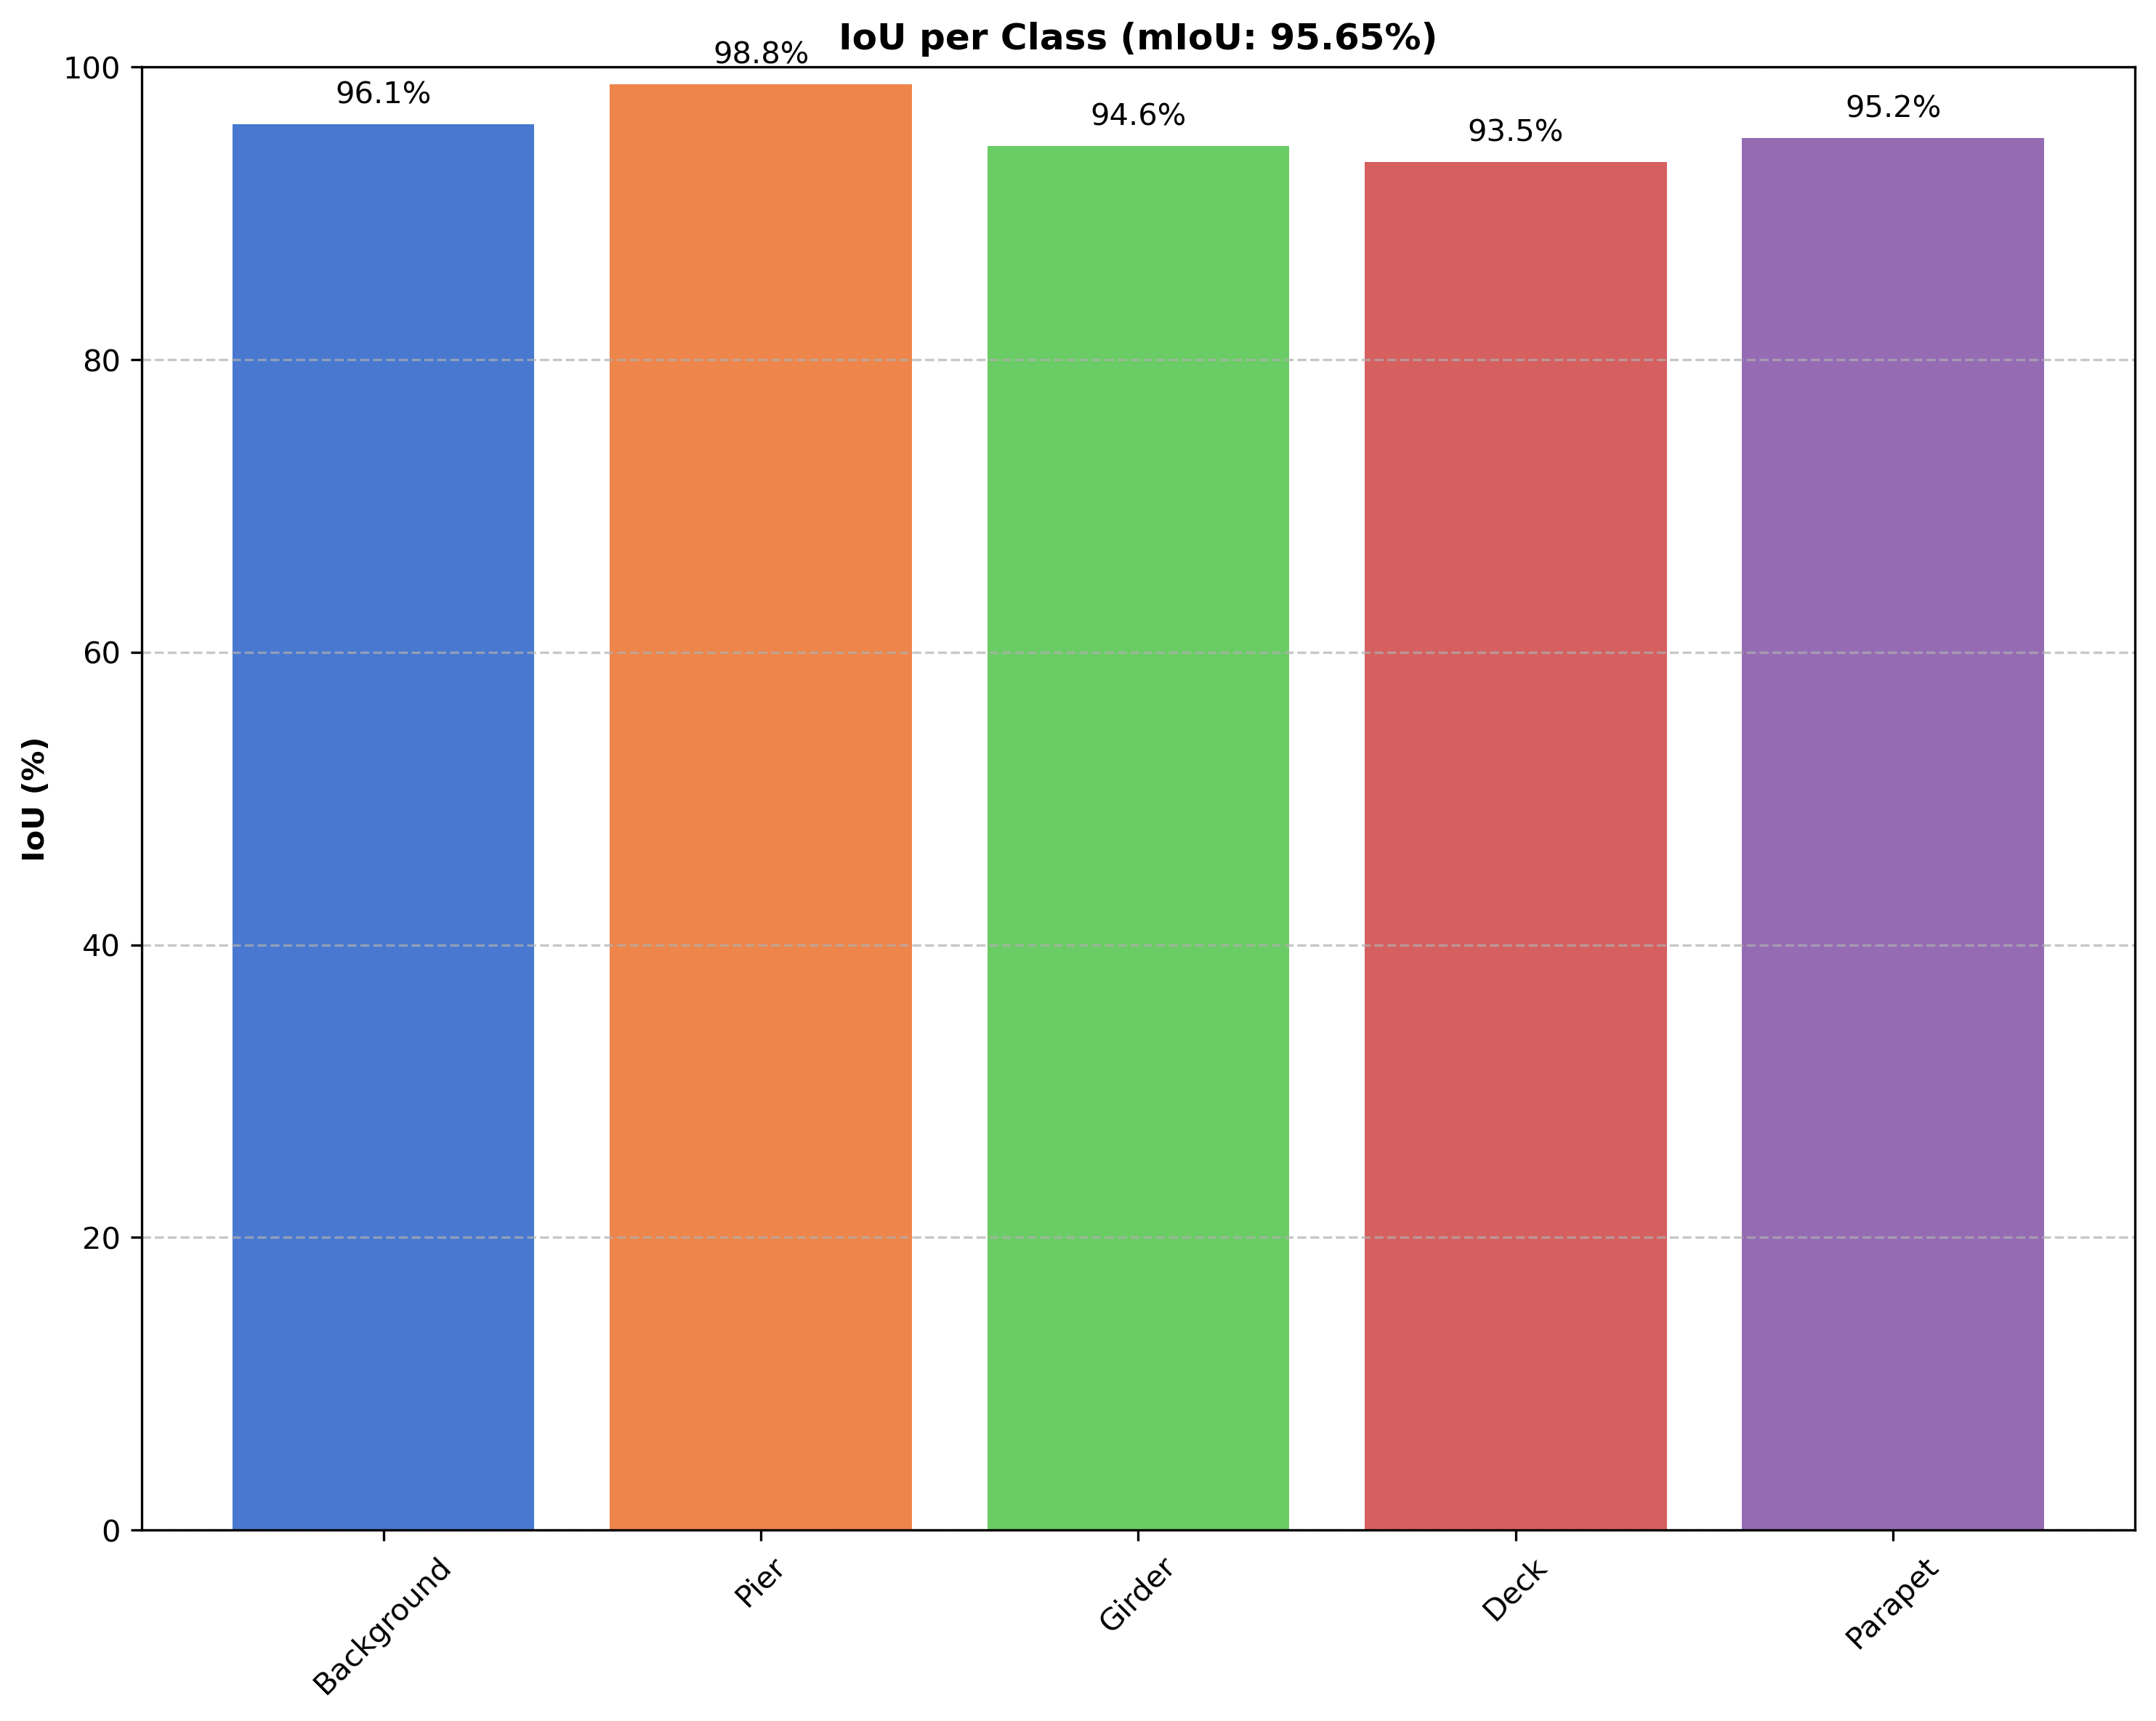 IoU per Class (mIoU: 95.65%)
98.8%
96.1%
94.6%
93.5%
95.2%
100
80
60
40
20
0
IoU (%)
Background
Pier
Girder
Deck
Parapet